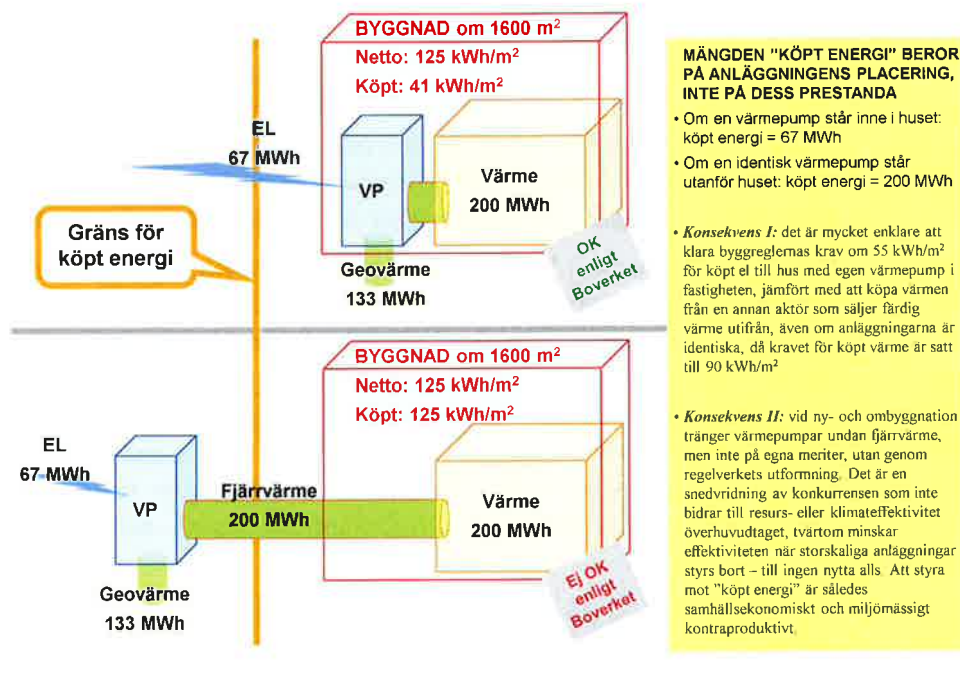 BYGGNAD om 1600 m²
Netto: 125 kWh/m²
Köpt: 41 kWh/m²
EL
67 MWh
VP
Värme
200 MWh
Gräns för
köpt energi
Geovärme
133 MWh
OK
enligt
Boverket
BYGGNAD om 1600 m²
Netto: 125 kWh/m²
Köpt: 125 kWh/m²
EL
67 MWh
VP
Fjärrvärme
200 MWh
Värme
200 MWh
Geovärme
133 MWh
Ej OK
enligt
Boverket
MÄNGDEN "KÖPT ENERGI" BEROR
PÅ ANLÄGGNINGENS PLACERING,
INTE PÅ DESS PRESTANDA
• Om en värmepump står inne i huset:
köpt energi = 67 MWh
• Om en identisk värmepump står
utanför huset: köpt energi = 200 MWh
• Konsekvens I: det är mycket enklare att
klara byggreglernas krav om 55 kWh/m²
för köpt el till hus med egen värmepump i
fastigheten, jämfört med att köpa värmen
från en annan aktör som säljer färdig
värme utifrån, även om anläggningarna är
identiska, då kravet för köpt värme är satt
till 90 kWh/m²
• Konsekvens II: vid ny- och ombyggnation
tränger värmepumpar undan fjärrvärme,
men inte på egna meriter, utan genom
regelverkets utformning. Det är en
snedvridning av konkurrensen som inte
bidrar till resurs- eller klimateffektivitet
överhuvudtaget, tvärtom minskar
effektiviteten när storskaliga anläggningar
styrs bort – till ingen nytta alls. Att styra
mot "köpt energi" är således
samhällsekonomiskt och miljömässigt
kontraproduktivt.